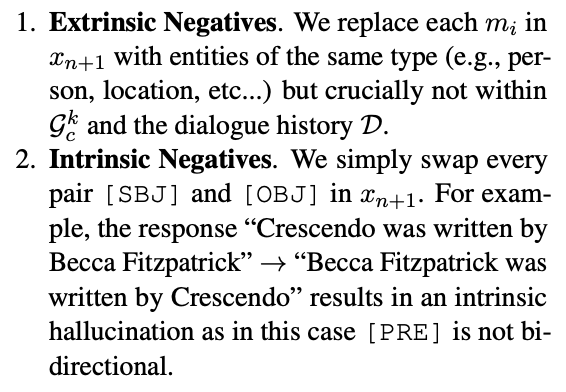 1. Extrinsic Negatives. We replace each mᵢ in
xₙ₊₁ with entities of the same type (e.g., per-
son, location, etc...) but crucially not within
𝒢ᶜᵏ and the dialogue history 𝒟.
2. Intrinsic Negatives. We simply swap every
pair [SBJ] and [OBJ] in xₙ₊₁. For exam-
ple, the response “Crescendo was written by
Becca Fitzpatrick” → “Becca Fitzpatrick was
written by Crescendo” results in an intrinsic
hallucination as in this case [PRE] is not bi-
directional.